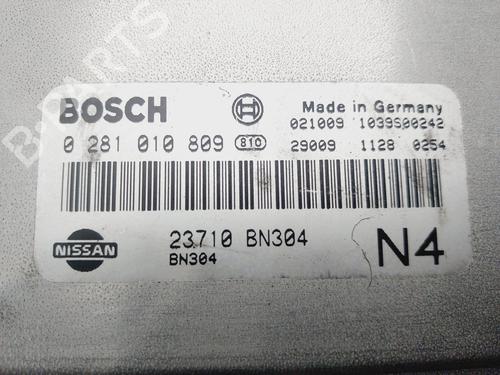 B-PARTS
BOSCH
Made in Germany
021009 1039S00242
0 281 010 809 810
29009 1128 0254
NISSAN
23710 BN304
BN304
N4